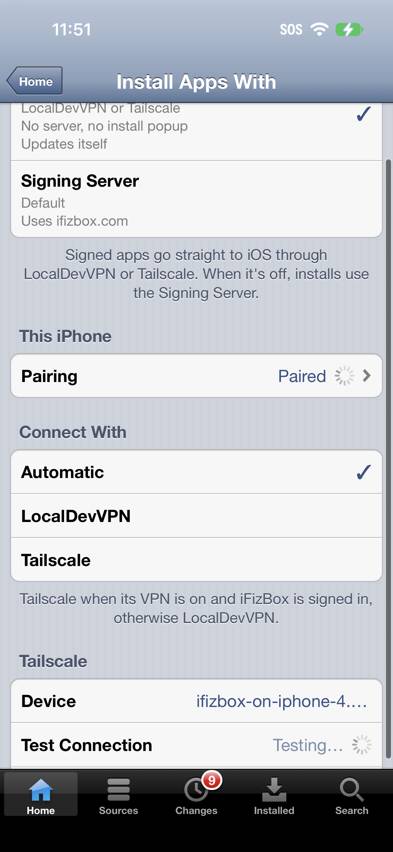 11:51
SOS
Home
Install Apps With
LocalDevVPN or Tailscale
No server, no install popup
Updates itself
Signing Server
Default
Uses ifizbox.com
Signed apps go straight to iOS through
LocalDevVPN or Tailscale. When it's off, installs use
the Signing Server.
This iPhone
Pairing Paired
Connect With
Automatic
LocalDevVPN
Tailscale
Tailscale when its VPN is on and iFizBox is signed in,
otherwise LocalDevVPN.
Tailscale
Device ifizbox-on-iphone-4....
Test Connection Testing...
9
Home Sources Changes Installed Search